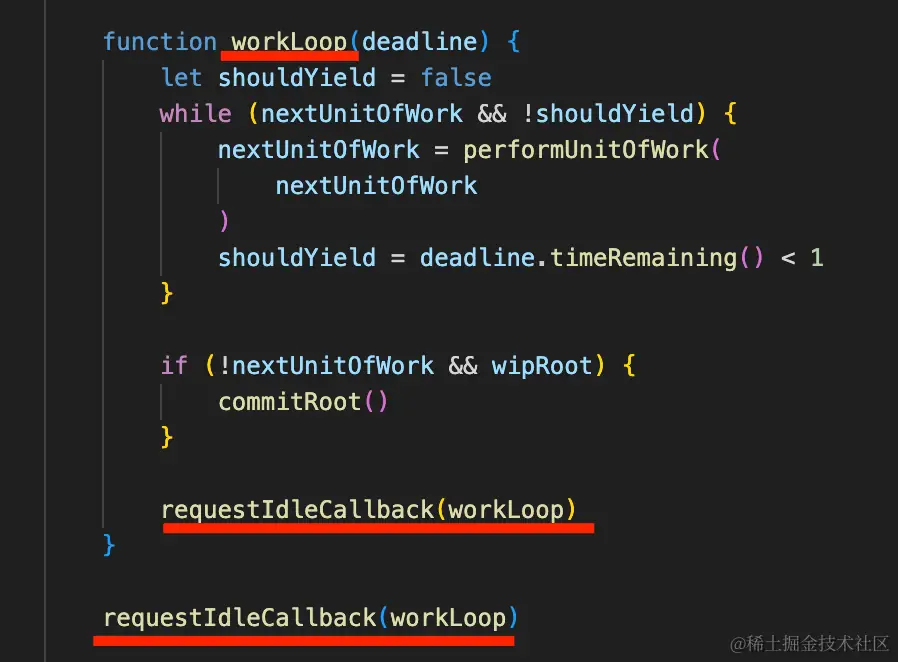 function workLoop(deadline) {
let shouldYield = false
while (nextUnitOfWork && !shouldYield) {
nextUnitOfWork = performUnitOfWork(
nextUnitOfWork
)
shouldYield = deadline.timeRemaining() < 1
}
if (!nextUnitOfWork && wipRoot) {
commitRoot()
}
requestIdleCallback(workLoop)
}
requestIdleCallback(workLoop)
@稀土掘金技术社区